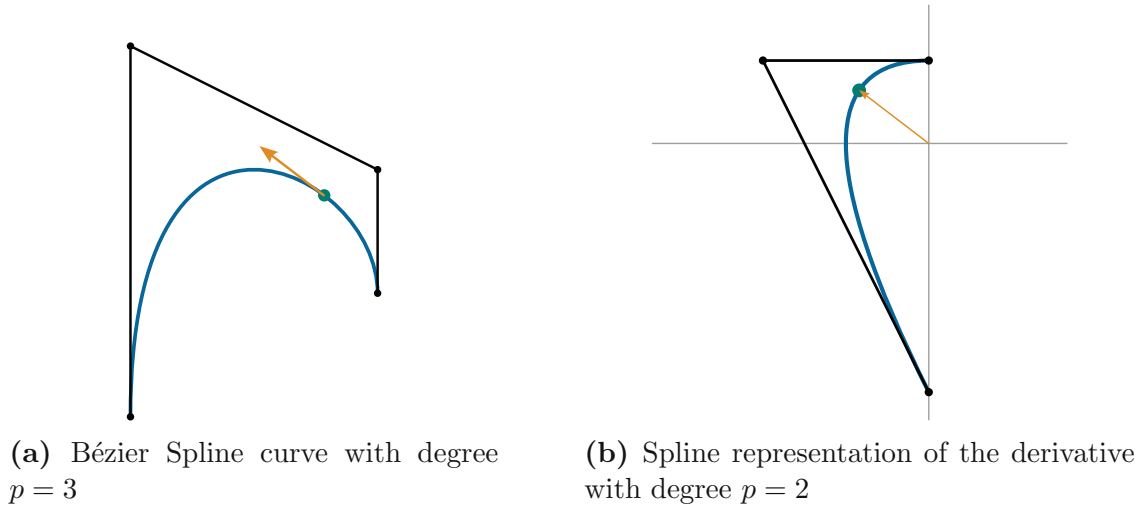 (a) Bézier Spline curve with degree
p = 3
(b) Spline representation of the derivative
with degree p = 2